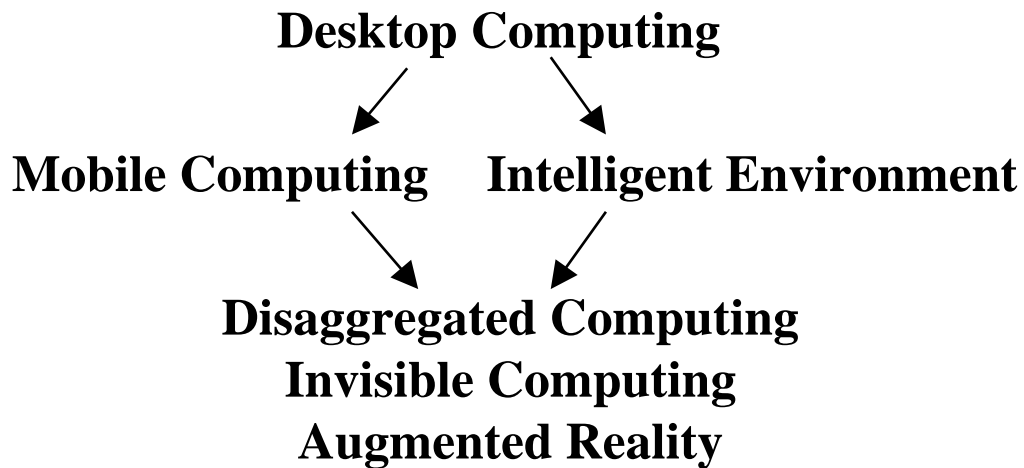 Desktop Computing
Mobile Computing
Intelligent Environment
Disaggregated Computing
Invisible Computing
Augmented Reality